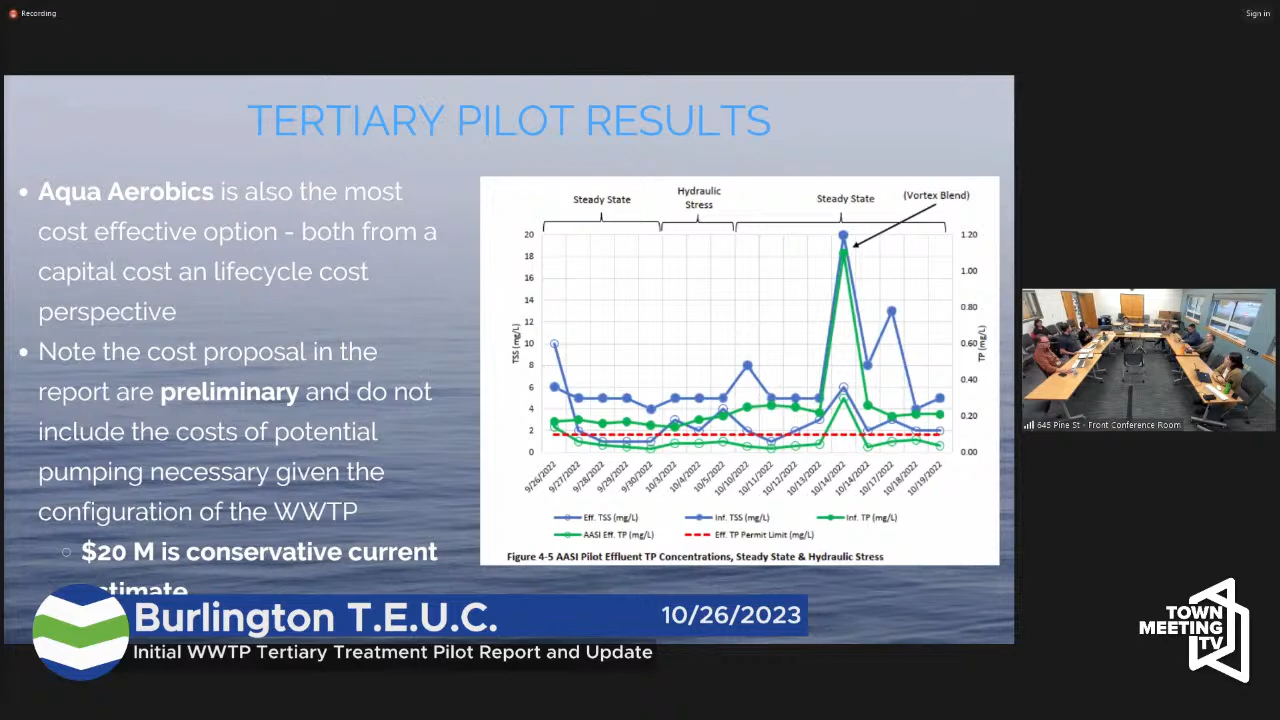 Recording
Sign in
TERTIARY PILOT RESULTS
• Aqua Aerobics is also the most
cost effective option - both from a
capital cost an lifecycle cost
perspective
• Note the cost proposal in the
report are preliminary and do not
include the costs of potential
pumping necessary given the
configuration of the WWTP
○ $20 M is conservative current
Steady State
Hydraulic
Stress
Steady State
(Vortex Blend)
20
18
16
14
12
10
8
6
4
2
0
TSS (mg/L)
1.20
1.00
0.80
0.60
0.40
0.20
0.00
TP (mg/L)
9/26/2022
9/27/2022
9/28/2022
9/29/2022
9/30/2022
10/3/2022
10/4/2022
10/5/2022
10/10/2022
10/11/2022
10/12/2022
10/13/2022
10/14/2022
10/14/2022
10/17/2022
10/18/2022
10/19/2022
Eff. TSS (mg/L) Inf. TSS (mg/L) Inf. TP (mg/L)
AASI Eff. TP (mg/L) Eff. TP Permit Limit (mg/L)
Figure 4-5 AASI Pilot Effluent TP Concentrations, Steady State & Hydraulic Stress
645 Pine St - Front Conference Room
Burlington T.E.U.C. 10/26/2023
Initial WWTP Tertiary Treatment Pilot Report and Update
TOWN
MEETING
TV